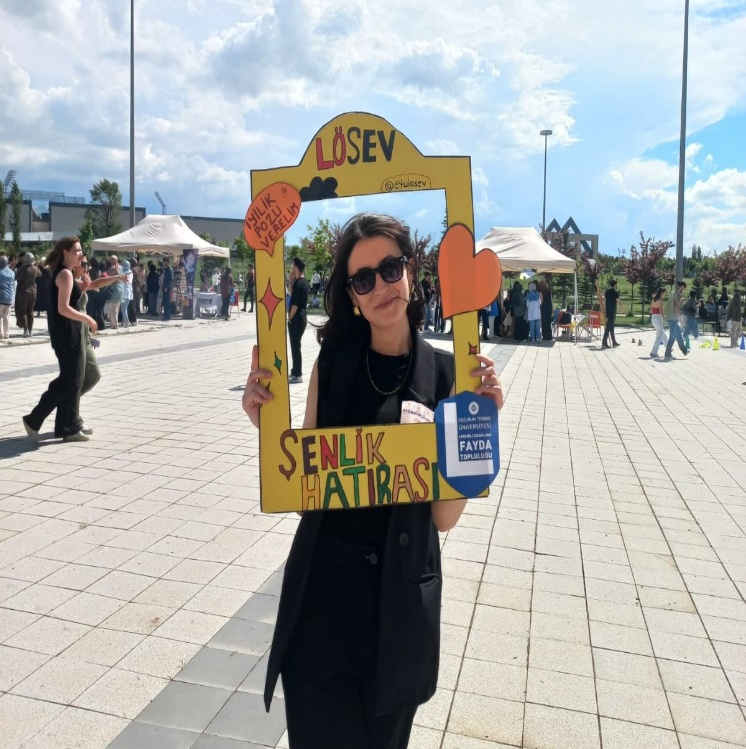 LÖSEV
@etulosev
İYİLİK
POZU
VERELİM
ERZURUM TEKNİK
ÜNİVERSİTESİ
FAYDA
TOPLULUĞU
ŞENLİK
HATIRASI